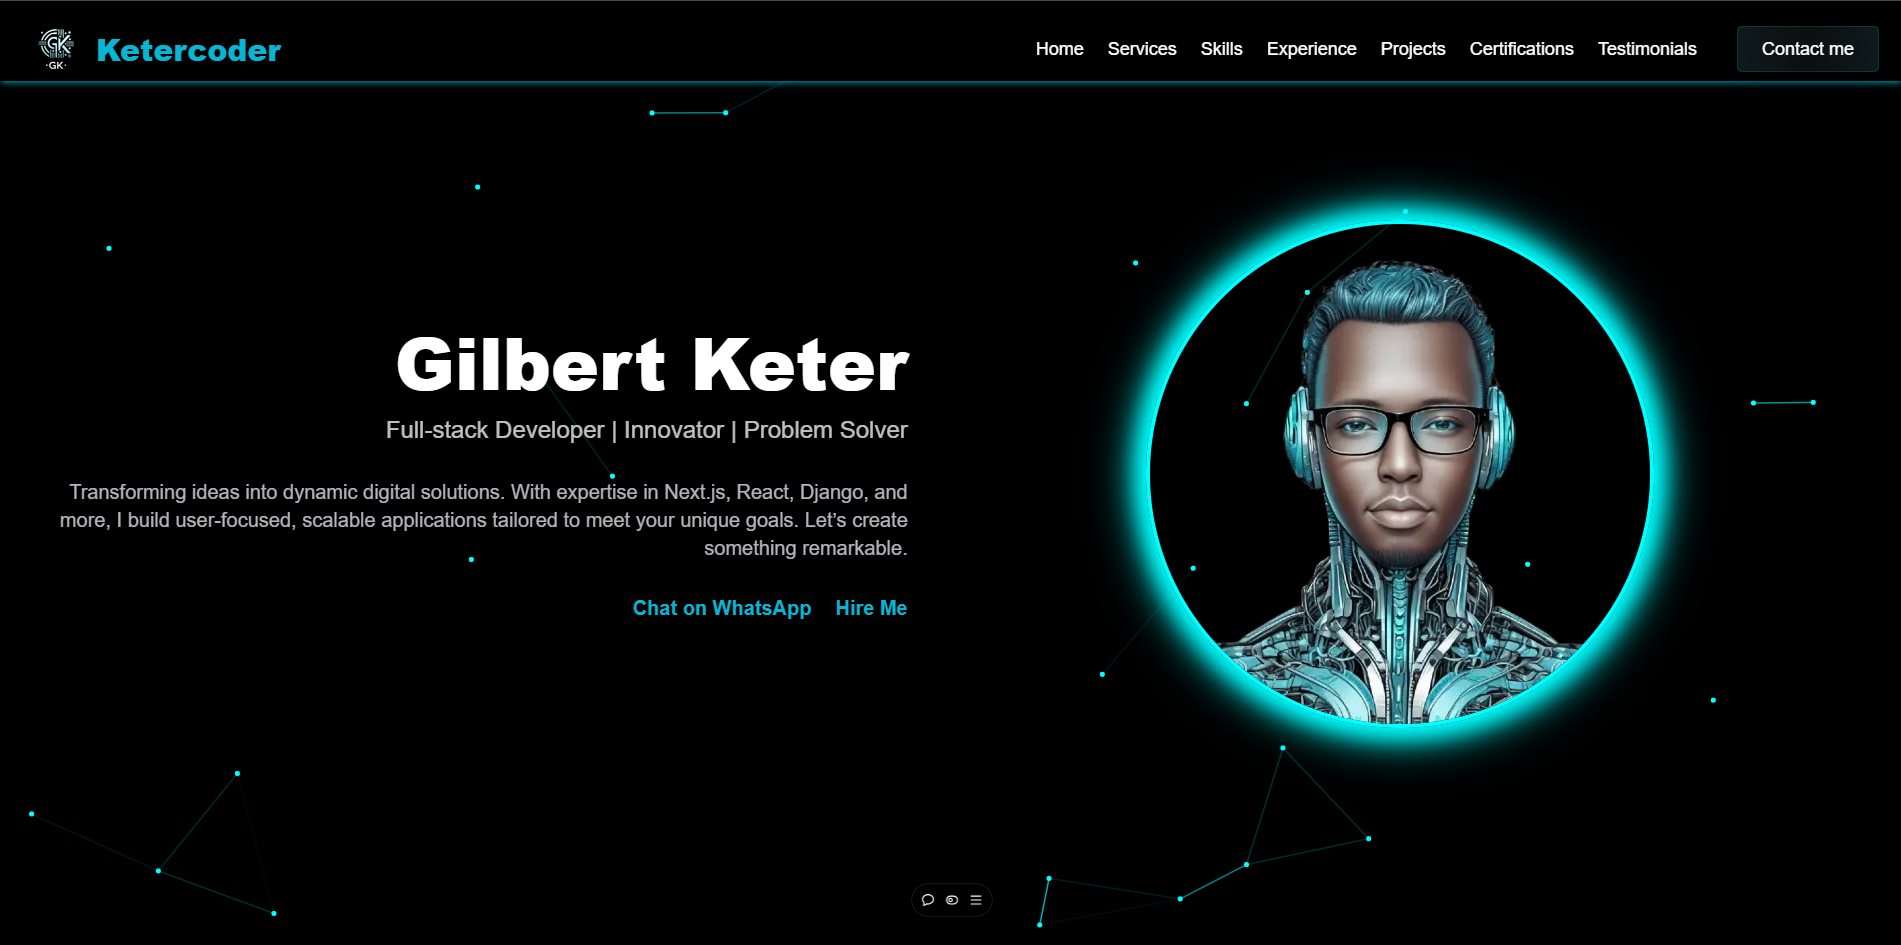 GK
·GK·
Ketercoder
Home Services Skills Experience Projects Certifications Testimonials Contact me
Gilbert Keter
Full-stack Developer | Innovator | Problem Solver
Transforming ideas into dynamic digital solutions. With expertise in Next.js, React, Django, and
more, I build user-focused, scalable applications tailored to meet your unique goals. Let’s create
something remarkable.
Chat on WhatsApp Hire Me